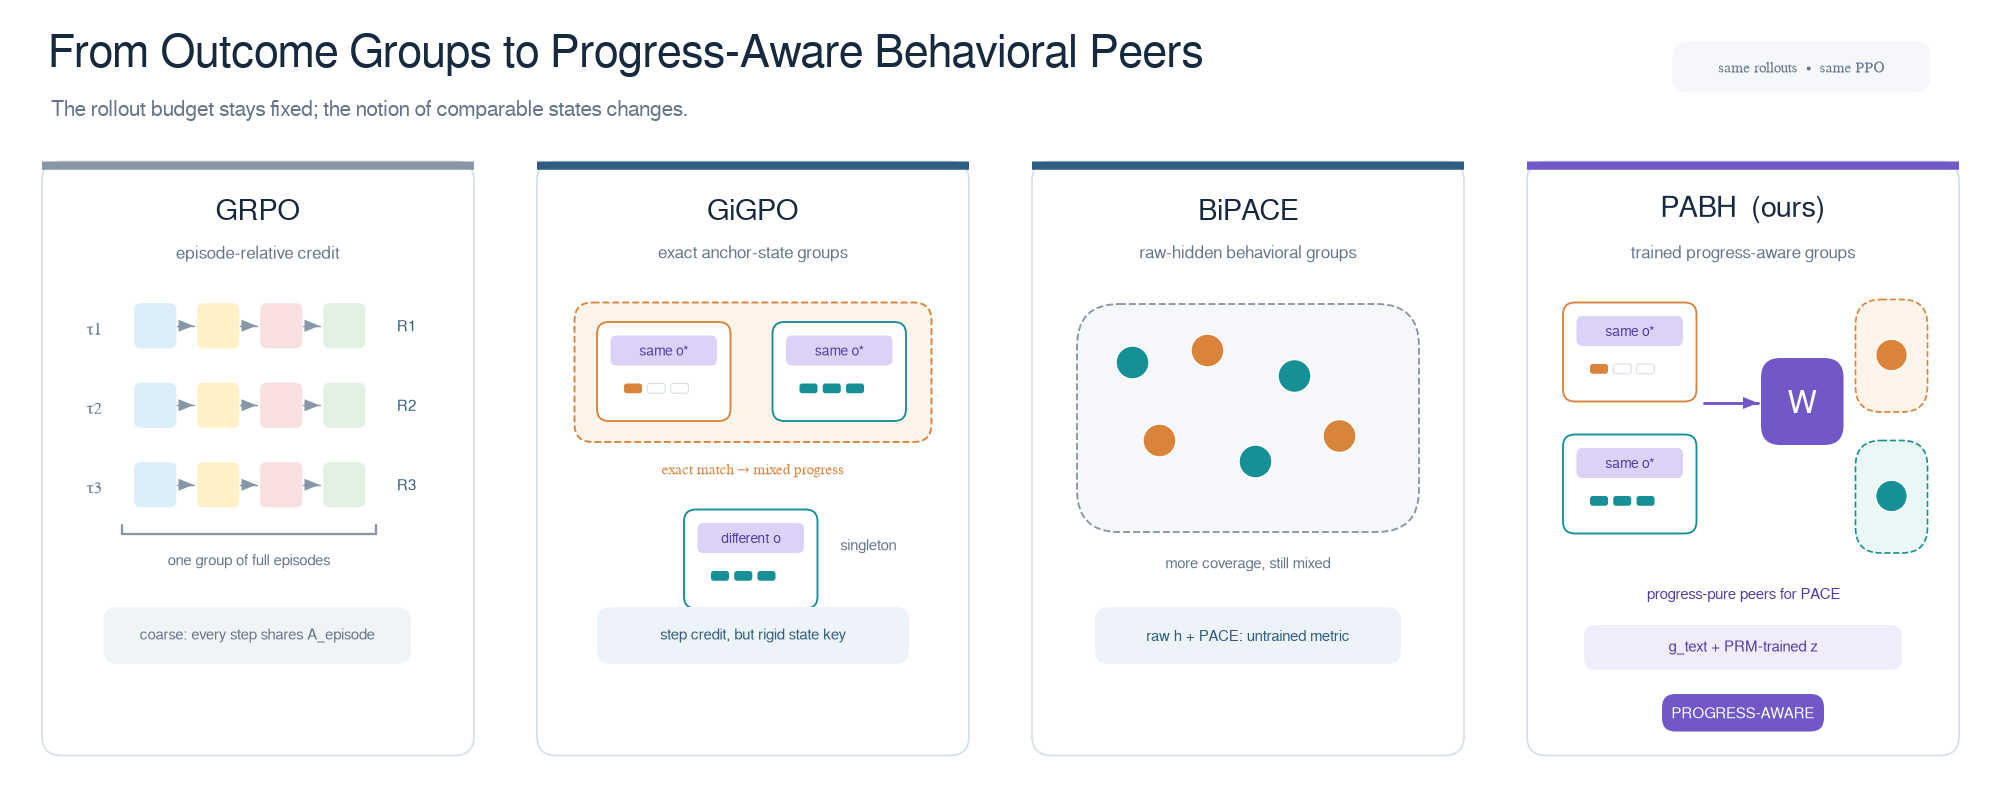 From Outcome Groups to Progress-Aware Behavioral Peers
same rollouts • same PPO
The rollout budget stays fixed; the notion of comparable states changes.
GRPO
episode-relative credit
τ1
R1
τ2
R2
τ3
R3
one group of full episodes
coarse: every step shares A_episode
GiGPO
exact anchor-state groups
same o*
same o*
exact match → mixed progress
different o
singleton
step credit, but rigid state key
BiPACE
raw-hidden behavioral groups
more coverage, still mixed
raw h + PACE: untrained metric
PABH (ours)
trained progress-aware groups
same o*
W
same o*
progress-pure peers for PACE
g_text + PRM-trained z
PROGRESS-AWARE